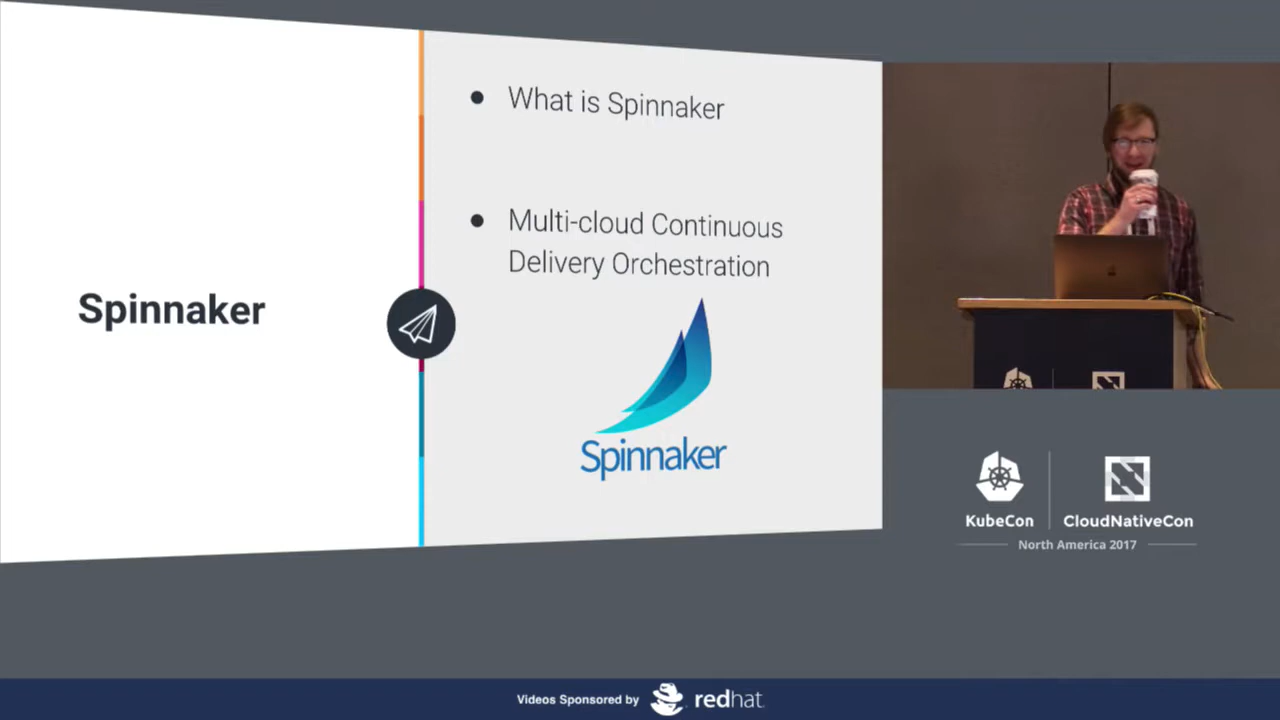 Spinnaker
What is Spinnaker
Multi-cloud Continuous
Delivery Orchestration
Spinnaker
KubeCon
CloudNativeCon
North America 2017
Videos Sponsored by
redhat